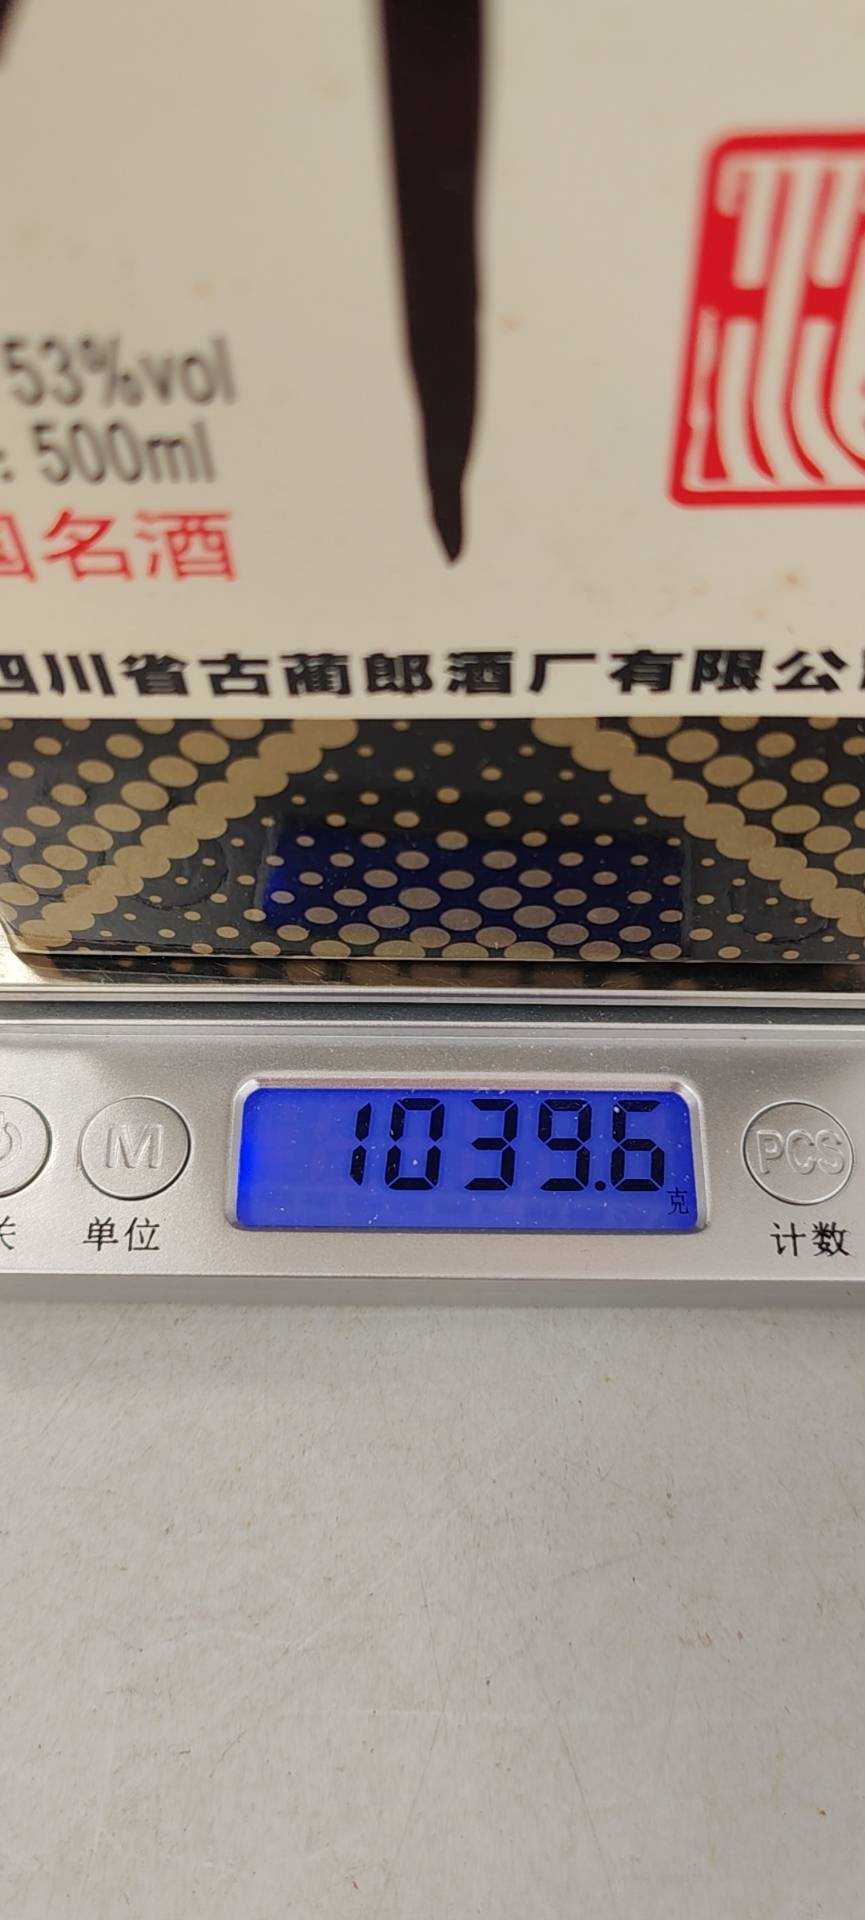 53%vol
: 500ml
国名酒
四川省古蔺郎酒厂有限公
1039.6
克
M
PCS
关
单位
计数